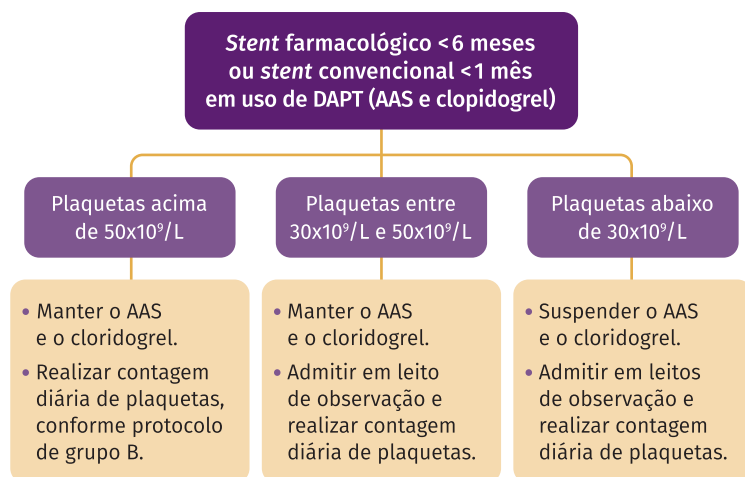 Stent farmacológico <6 meses
ou stent convencional <1 mês
em uso de DAPT (AAS e clopidogrel)
Plaquetas acima
de 50x10⁹/L
Plaquetas entre
30x10⁹/L e 50x10⁹/L
Plaquetas abaixo
de 30x10⁹/L
• Manter o AAS
e o cloridogrel.
• Realizar contagem
diária de plaquetas,
conforme protocolo
de grupo B.
• Manter o AAS
e o cloridogrel.
• Admitir em leito
de observação e
realizar contagem
diária de plaquetas.
• Suspender o AAS
e o cloridogrel.
• Admitir em leitos
de observação e
realizar contagem
diária de plaquetas.